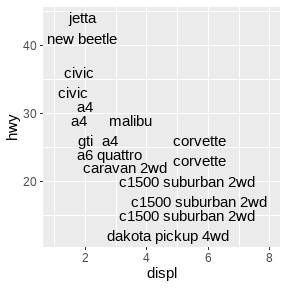 jetta
40
new beetle
civic
civic
a4
30
a4 malibu
gti a4 corvette
a6 quattro corvette
caravan 2wd
20
c1500 suburban 2wd
c1500 suburban 2wd
c1500 suburban 2wd
dakota pickup 4wd
2 4 6 8
displ
hwy